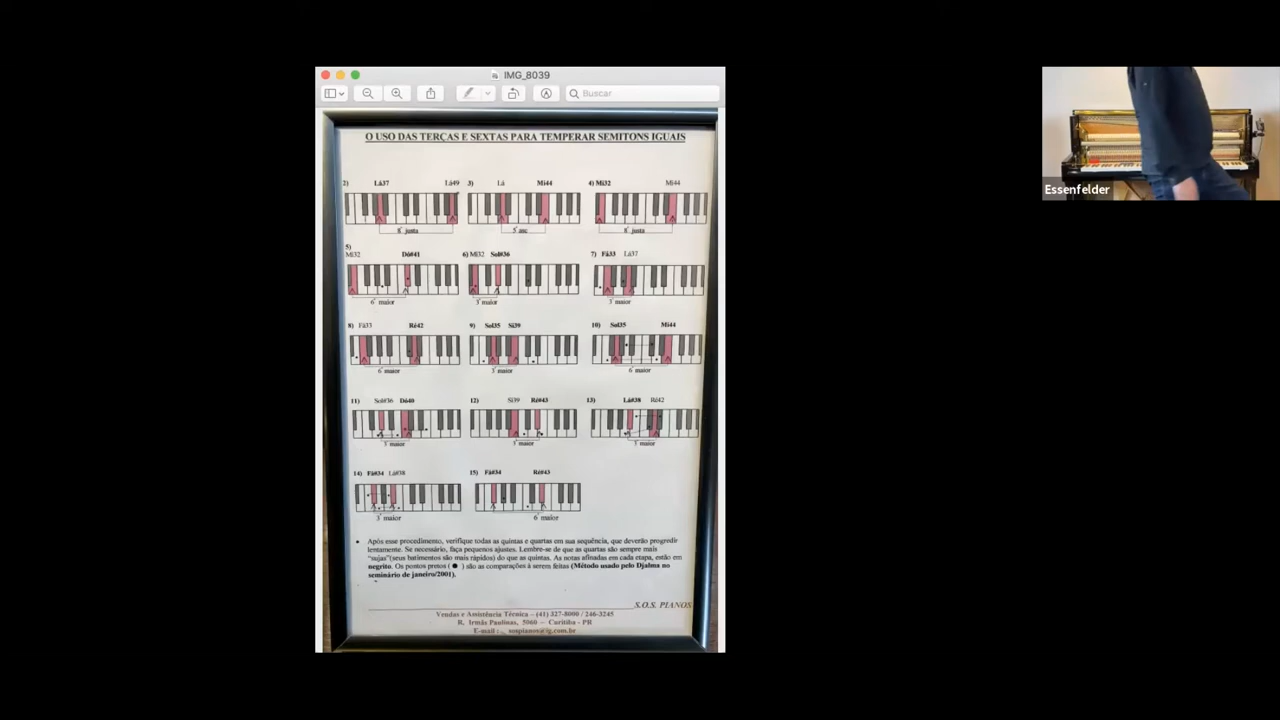 IMG_8039
Buscar
Essenfelder
O USO DAS TERÇAS E SEXTAS PARA TEMPERAR SEMITONS IGUAIS
2) Lá37 Lá49 3) Lá Mi44 4) Mi32 Mi44
8ª justa 5ª asc 8ª justa
5)
Mi32 Dó#41 6) Mi32 Sol#36 7) Fá33 Lá37
6ª maior 3ª maior 3ª maior
8) Fá33 Ré42 9) Sol35 Si39 10) Sol35 Mi44
6ª maior 3ª maior 6ª maior
11) Sol#36 Dó40 12) Si39 Ré#43 13) Lá#38 Ré42
3ª maior 3ª maior 3ª maior
14) Fá#34 Lá#38 15) Fá#34 Ré#43
3ª maior 6ª maior
• Após esse procedimento, verifique todas as quintas e quartas em sua sequência, que deverão progredir
lentamente. Se necessário, faça pequenos ajustes. Lembre-se de que as quartas são sempre mais
"sujas"(seus batimentos são mais rápidos) do que as quintas. As notas afinadas em cada etapa, estão em
negrito. Os pontos pretos ( ● ) são as comparações à serem feitas (Método usado pelo Djalma no
seminário de janeiro/2001).
S.O.S. PIANOS
Vendas e Assistência Técnica – (41) 327-8000 / 246-3245
R. Irmãs Paulinas, 5060 – Curitiba - PR
E-mail : sospianos@ig.com.br